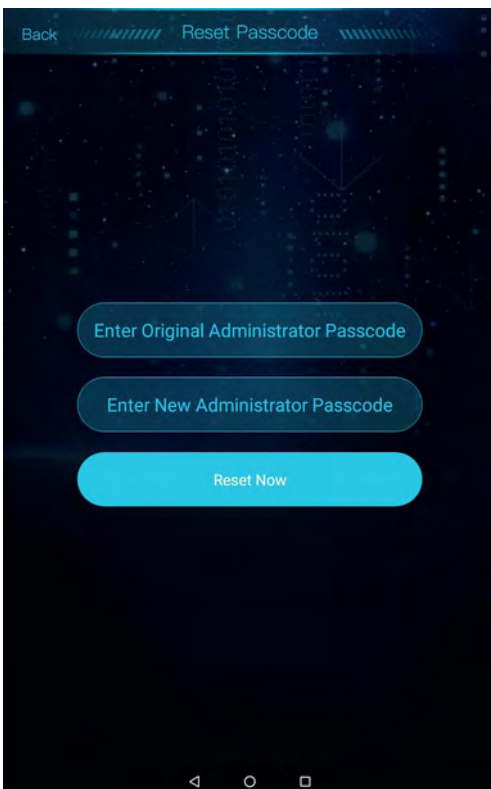 Back
Reset Passcode
Enter Original Administrator Passcode
Enter New Administrator Passcode
Reset Now